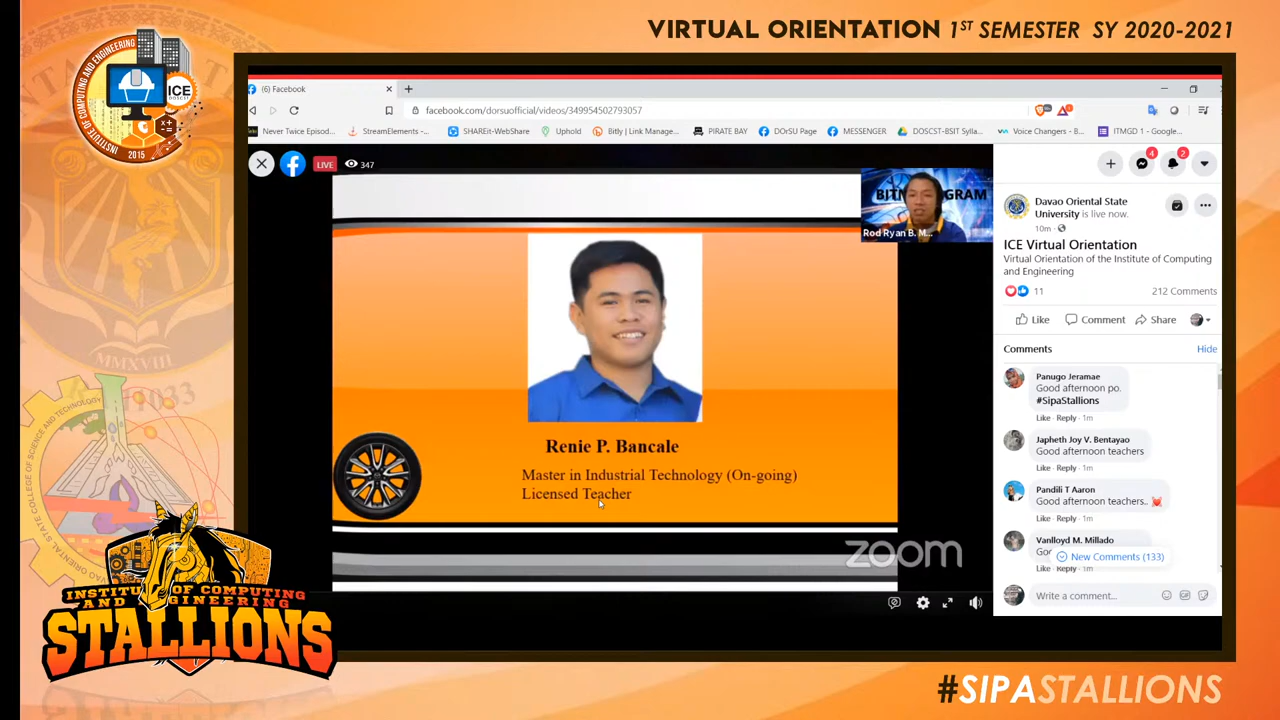 VIRTUAL ORIENTATION 1ST SEMESTER SY 2020-2021
INSTITUTE OF COMPUTING AND ENGINEERING
ICE
DOSCST
2015
(6) Facebook
facebook.com/dorsuofficial/videos/349954502793057
Never Twice Episod...
StreamElements -...
SHAREit-WebShare
Uphold
Bitly | Link Manage...
PIRATE BAY
DOrSU Page
MESSENGER
DOSCST-BSIT Sylla...
Voice Changers - B...
ITMGD 1 - Google...
LIVE
347
Rod Ryan B. M...
4
2
Davao Oriental State
University is live now.
10m
ICE Virtual Orientation
Virtual Orientation of the Institute of Computing
and Engineering
11
212 Comments
Like
Comment
Share
Comments
Hide
Panugo Jeramae
Good afternoon po.
#SipaStallions
Like · Reply · 1m
Japheth Joy V. Bentayao
Good afternoon teachers
Like · Reply · 1m
Pandili T Aaron
Good afternoon teachers..
Like · Reply · 1m
Vanlloyd M. Millado
New Comments (133)
Like · Reply · 1m
Write a comment...
GIF
Renie P. Bancale
Master in Industrial Technology (On-going)
Licensed Teacher
zoom
MMXVIII
INSTITUTE OF COMPUTING
AND ENGINEERING
STALLIONS
#SIPASTALLIONS